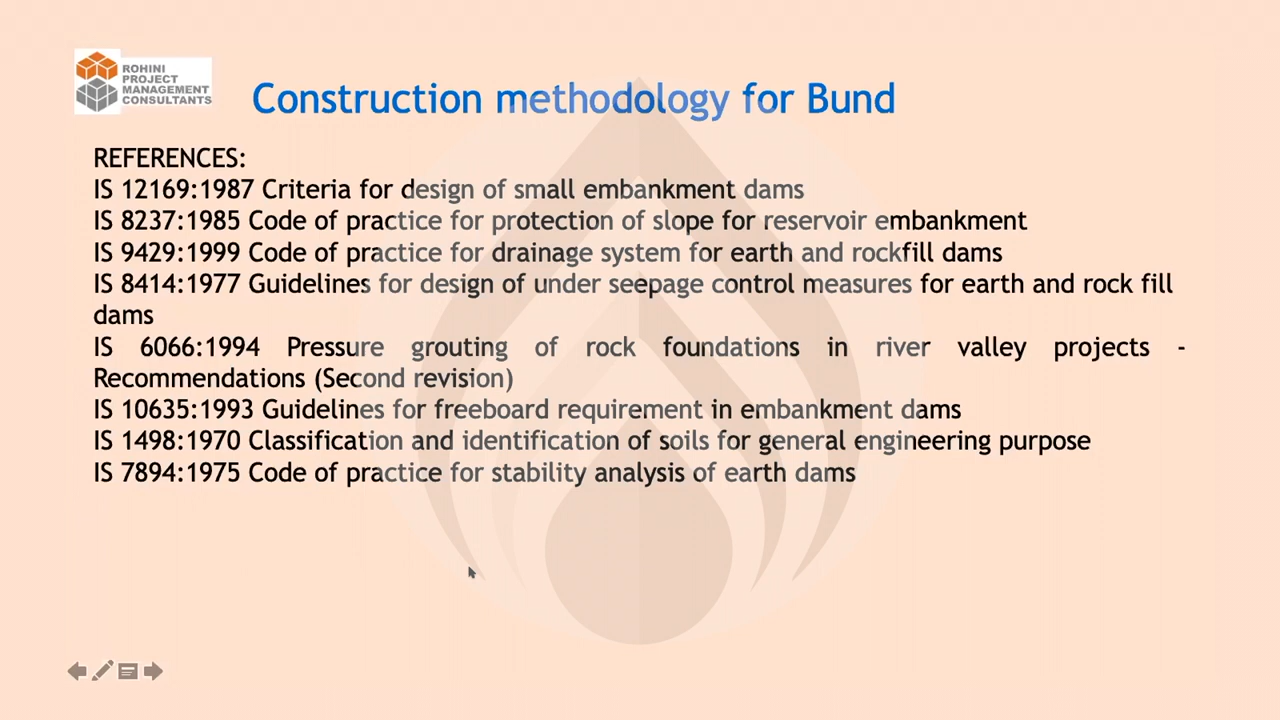 ROHINI
PROJECT
MANAGEMENT
CONSULTANTS
Construction methodology for Bund
REFERENCES:
IS 12169:1987 Criteria for design of small embankment dams
IS 8237:1985 Code of practice for protection of slope for reservoir embankment
IS 9429:1999 Code of practice for drainage system for earth and rockfill dams
IS 8414:1977 Guidelines for design of under seepage control measures for earth and rock fill
dams
IS 6066:1994 Pressure grouting of rock foundations in river valley projects -
Recommendations (Second revision)
IS 10635:1993 Guidelines for freeboard requirement in embankment dams
IS 1498:1970 Classification and identification of soils for general engineering purpose
IS 7894:1975 Code of practice for stability analysis of earth dams